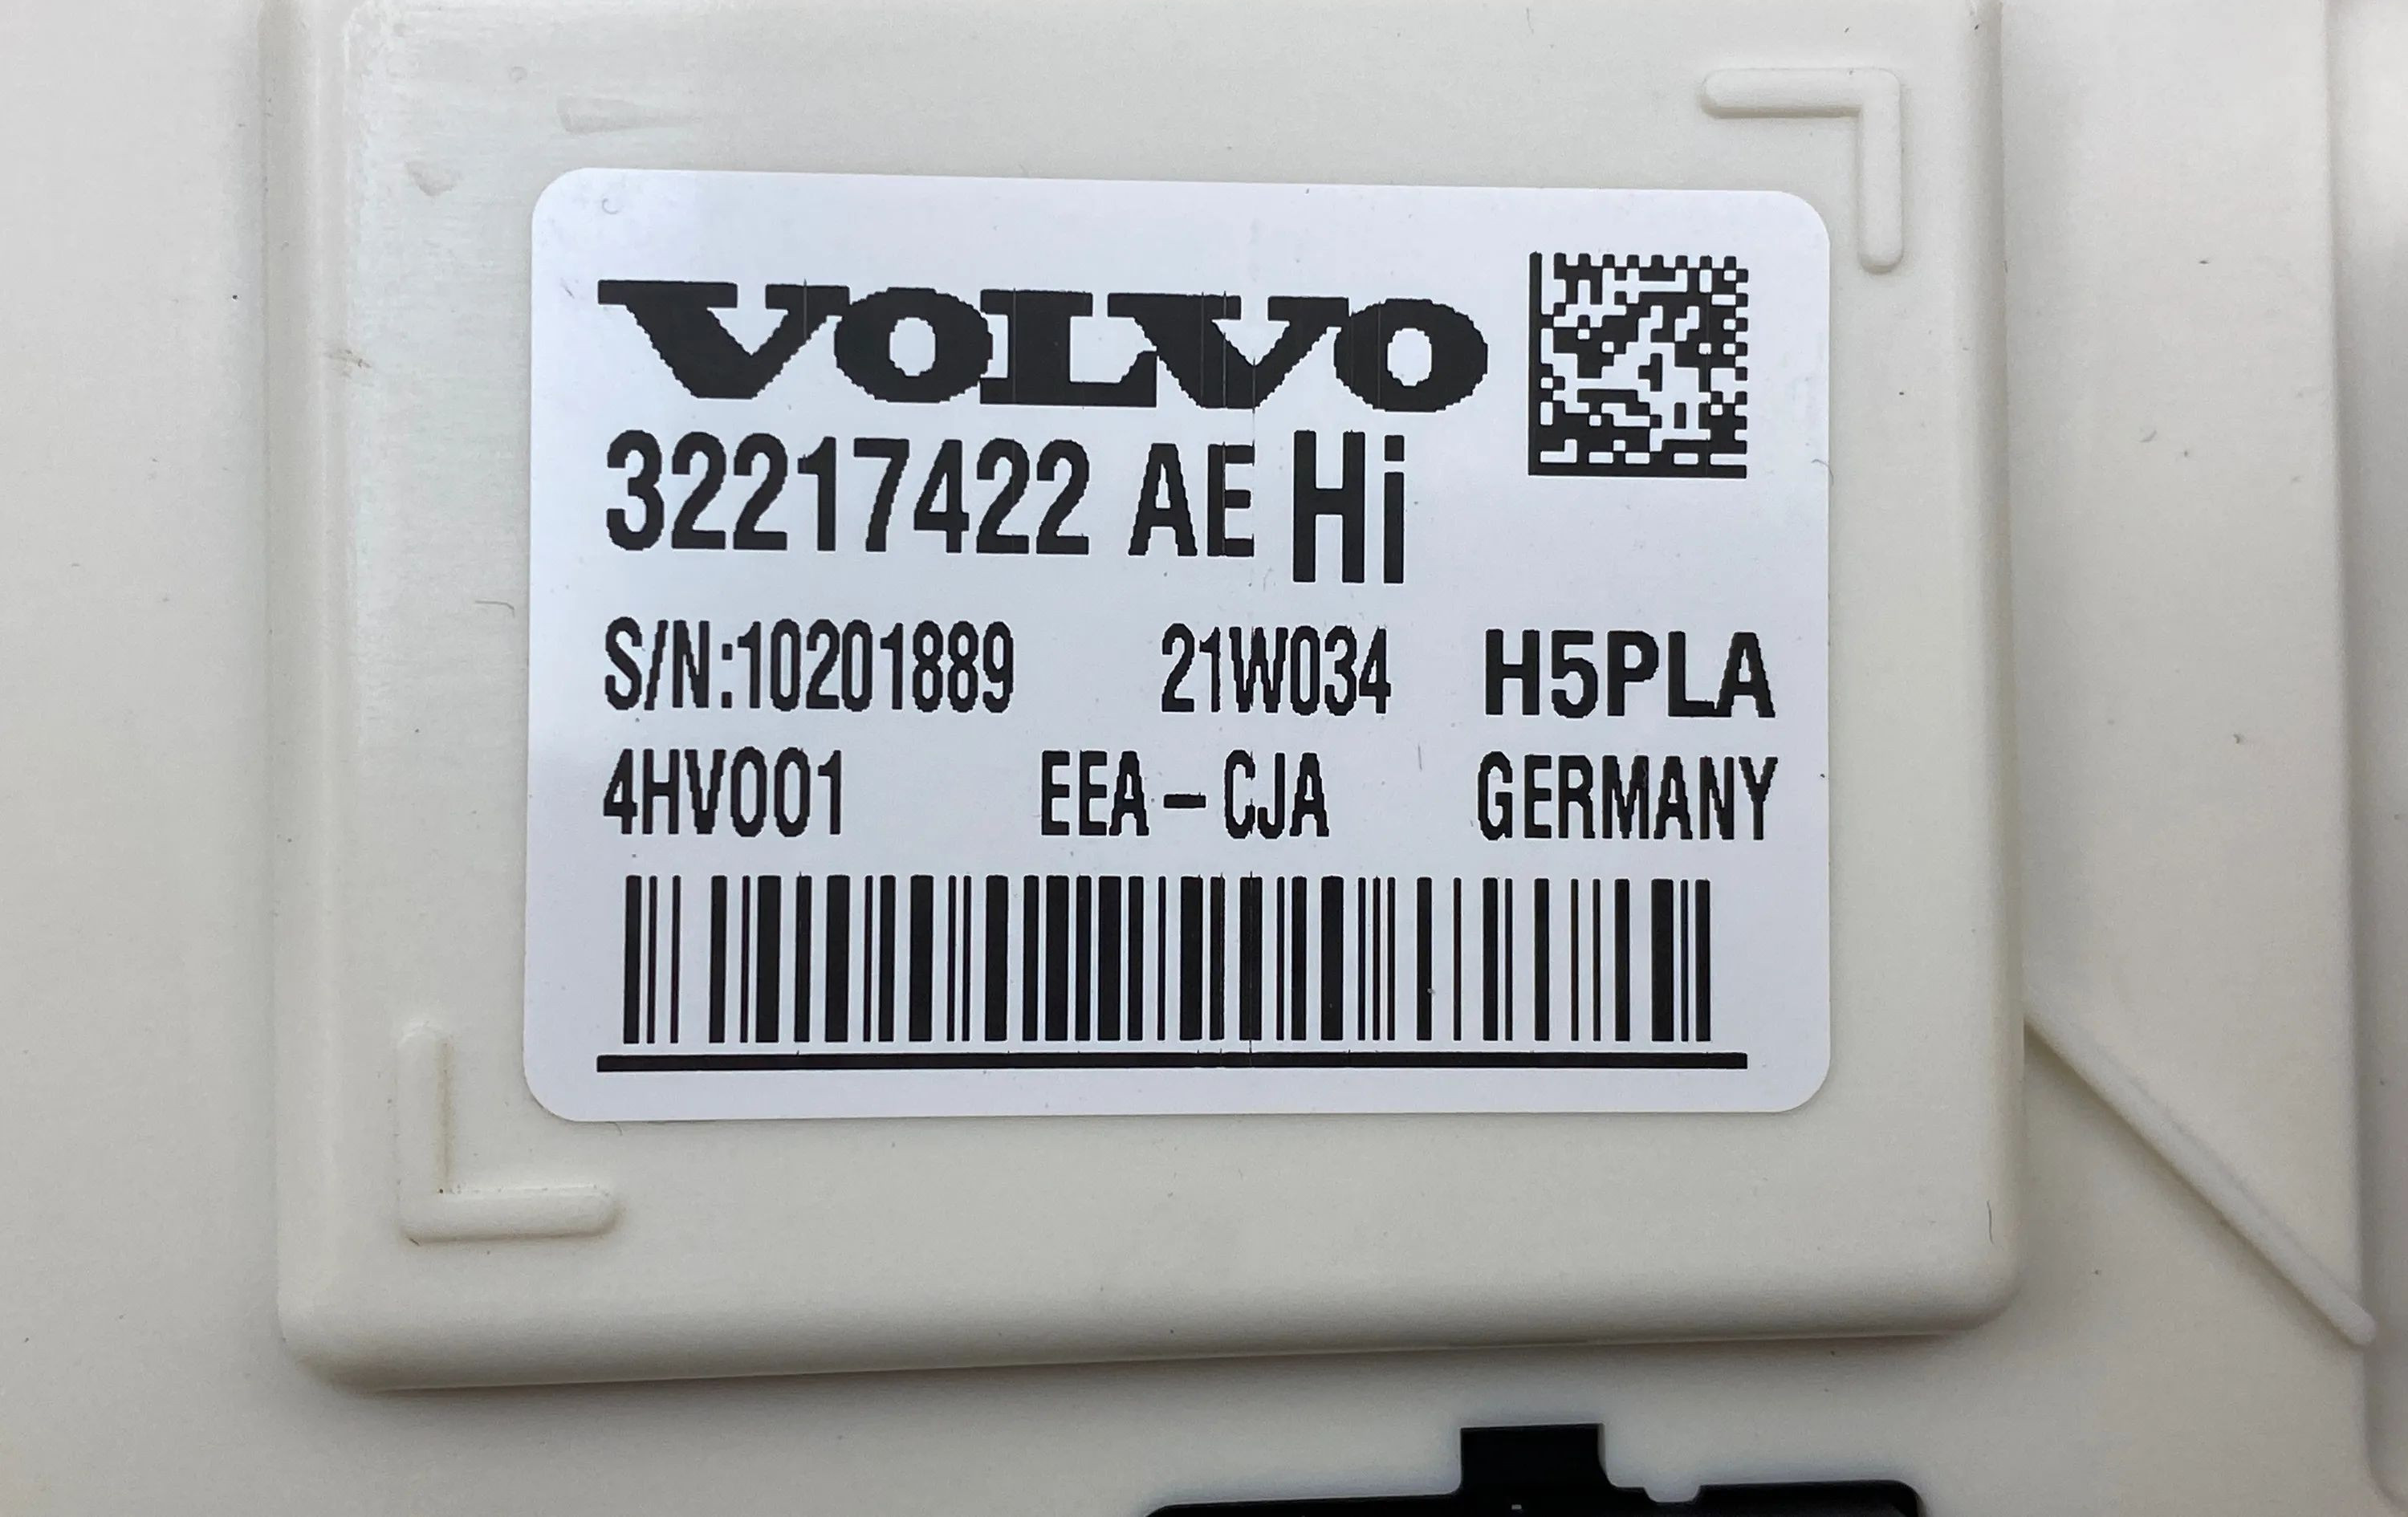 VOLVO
32217422 AE Hi
S/N:10201889 21W034 H5PLA
4HV001 EEA-CJA GERMANY